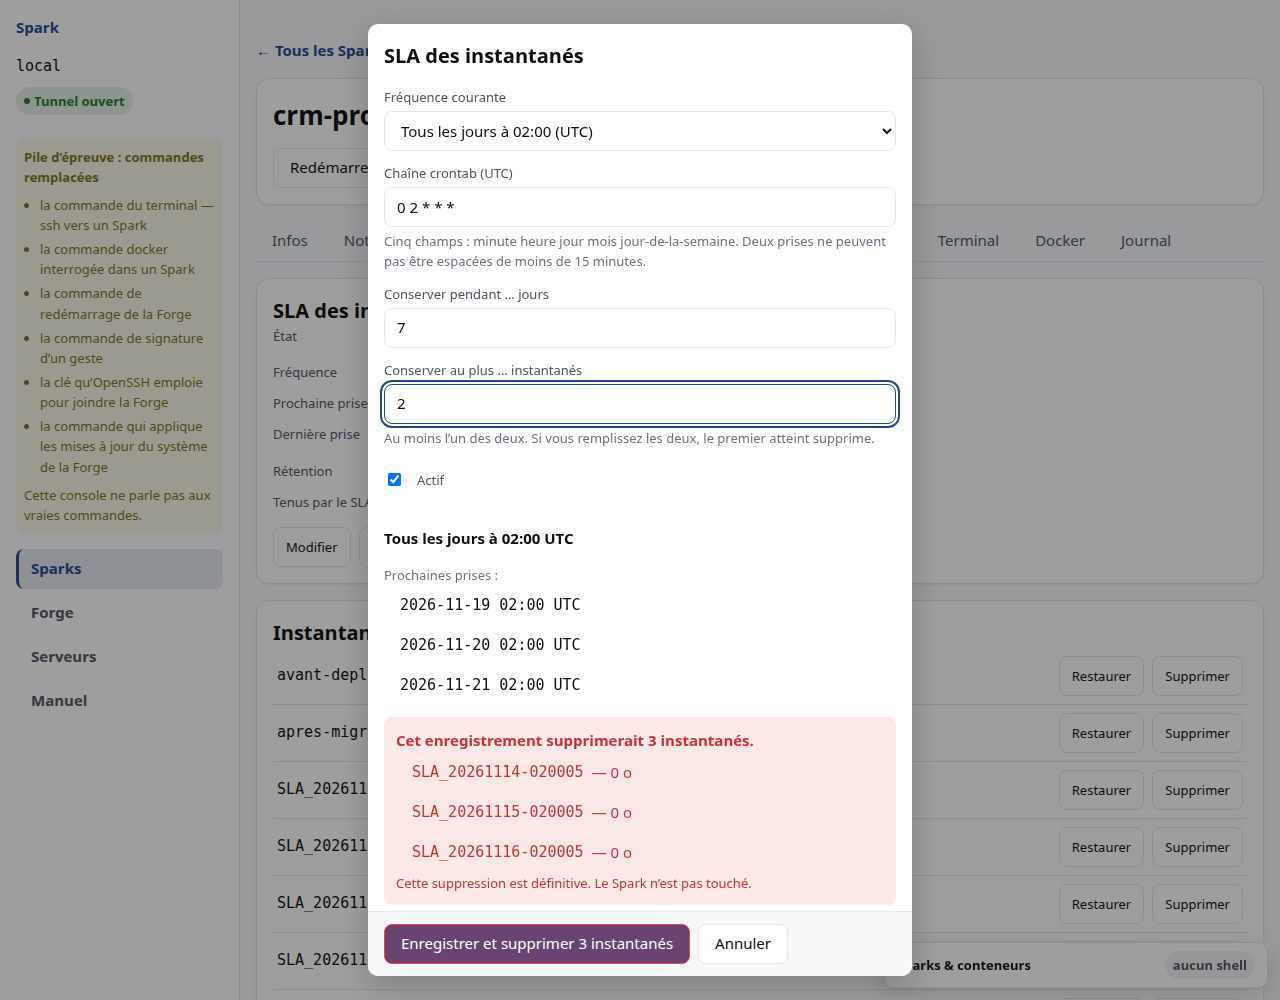 Spark
local
Tunnel ouvert
Pile d’épreuve : commandes
remplacées
la commande du terminal —
ssh vers un Spark
la commande docker
interrogée dans un Spark
la commande de
redémarrage de la Forge
la commande de signature
d’un geste
la clé qu’OpenSSH emploie
pour joindre la Forge
la commande qui applique
les mises à jour du système
de la Forge
Cette console ne parle pas aux
vraies commandes.
Sparks
Forge
Serveurs
Manuel
← Tous les Spar
crm-pro
Redémarre
Infos
Not
Terminal
Docker
Journal
SLA des in
État
Fréquence
Prochaine prise
Dernière prise
Rétention
Tenus par le SLA
Modifier
Instantan
avant-depl
Restaurer
Supprimer
apres-migr
Restaurer
Supprimer
SLA_202611
Restaurer
Supprimer
SLA_202611
Restaurer
Supprimer
SLA_202611
Restaurer
Supprimer
SLA_202611
arks & conteneurs
aucun shell
SLA des instantanés
Fréquence courante
Tous les jours à 02:00 (UTC)
Chaîne crontab (UTC)
0 2 * * *
Cinq champs : minute heure jour mois jour-de-la-semaine. Deux prises ne peuvent
pas être espacées de moins de 15 minutes.
Conserver pendant … jours
7
Conserver au plus … instantanés
2
Au moins l’un des deux. Si vous remplissez les deux, le premier atteint supprime.
Actif
Tous les jours à 02:00 UTC
Prochaines prises :
2026-11-19 02:00 UTC
2026-11-20 02:00 UTC
2026-11-21 02:00 UTC
Cet enregistrement supprimerait 3 instantanés.
SLA_20261114-020005 — 0 o
SLA_20261115-020005 — 0 o
SLA_20261116-020005 — 0 o
Cette suppression est définitive. Le Spark n’est pas touché.
Enregistrer et supprimer 3 instantanés
Annuler